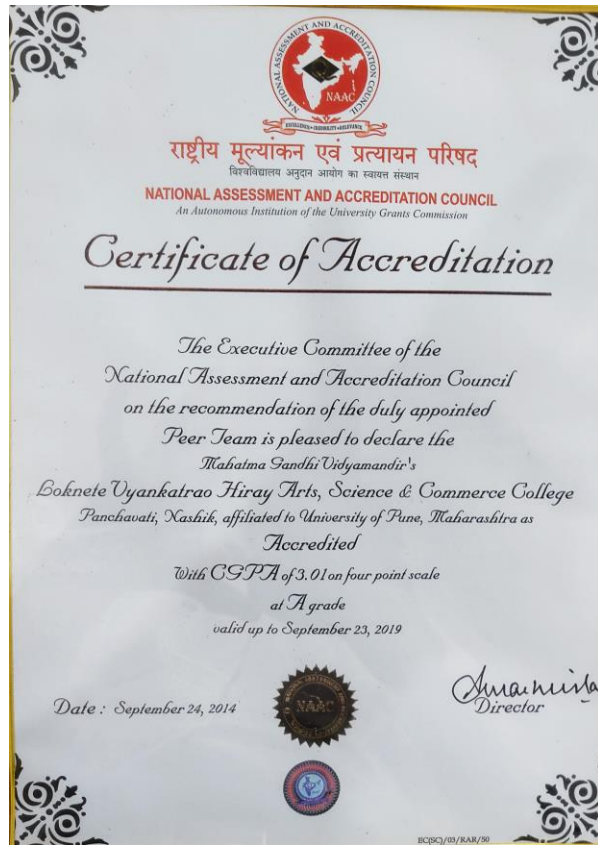 NATIONAL ASSESSMENT AND ACCREDITATION COUNCIL
NAAC
EXCELLENCE • CREDIBILITY • RELEVANCE
राष्ट्रीय मूल्यांकन एवं प्रत्यायन परिषद
विश्वविद्यालय अनुदान आयोग का स्वायत्त संस्थान
NATIONAL ASSESSMENT AND ACCREDITATION COUNCIL
An Autonomous Institution of the University Grants Commission
Certificate of Accreditation
The Executive Committee of the
National Assessment and Accreditation Council
on the recommendation of the duly appointed
Peer Team is pleased to declare the
Mahatma Gandhi Vidyamandir's
Loknete Vyankatrao Hiray Arts, Science & Commerce College
Panchavati, Nashik, affiliated to University of Pune, Maharashtra as
Accredited
With CGPA of 3.01 on four point scale
at A grade
valid up to September 23, 2019
Date : September 24, 2014
NAAC
Director
EC(SC)/03/RAR/50